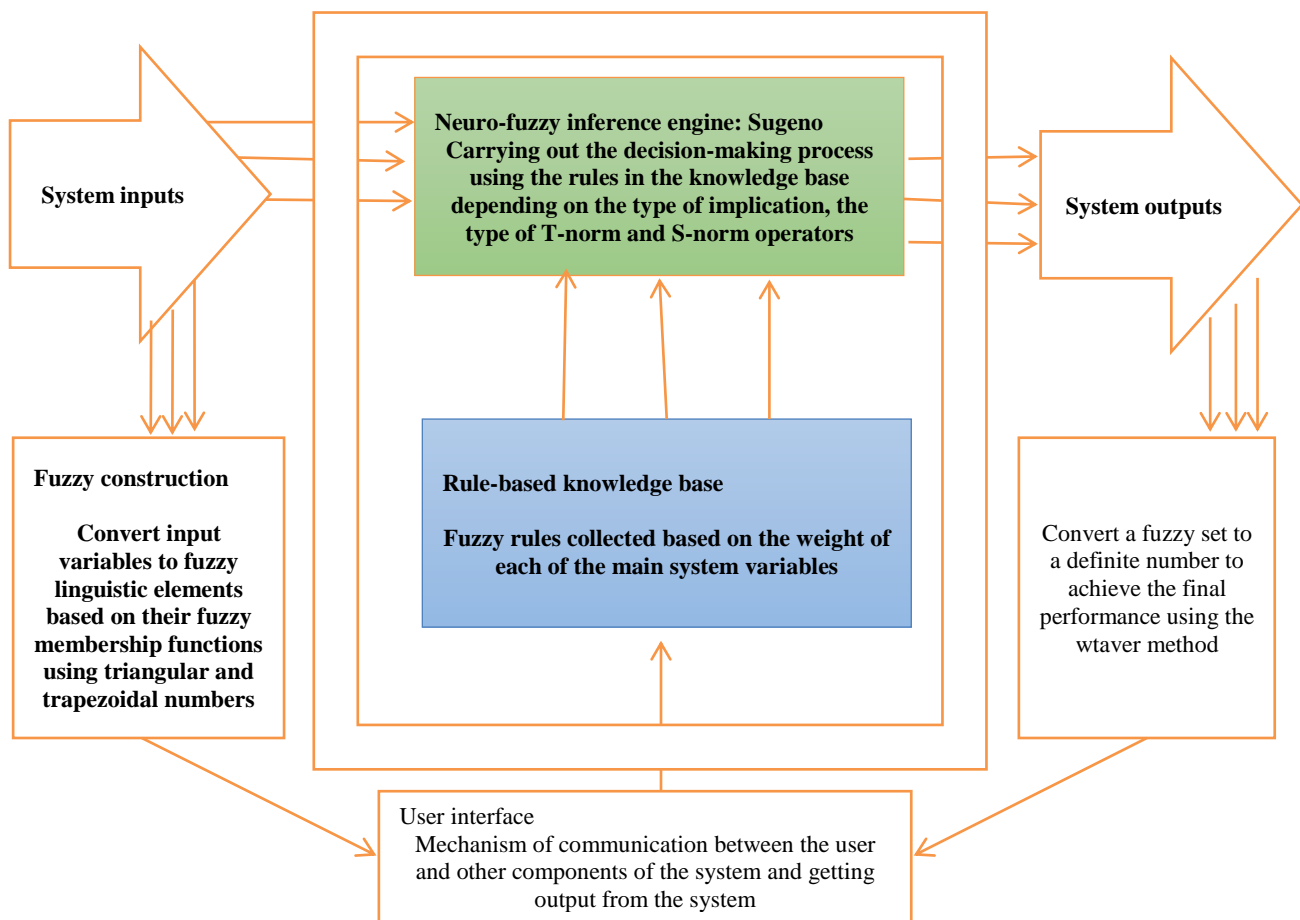 Neuro-fuzzy inference engine: Sugeno
Carrying out the decision-making process
using the rules in the knowledge base
depending on the type of implication, the
type of T-norm and S-norm operators
System inputs
System outputs
Fuzzy construction
Convert input
variables to fuzzy
linguistic elements
based on their fuzzy
membership functions
using triangular and
trapezoidal numbers
Rule-based knowledge base
Fuzzy rules collected based on the weight of
each of the main system variables
Convert a fuzzy set to
a definite number to
achieve the final
performance using the
wtaver method
User interface
Mechanism of communication between the user
and other components of the system and getting
output from the system